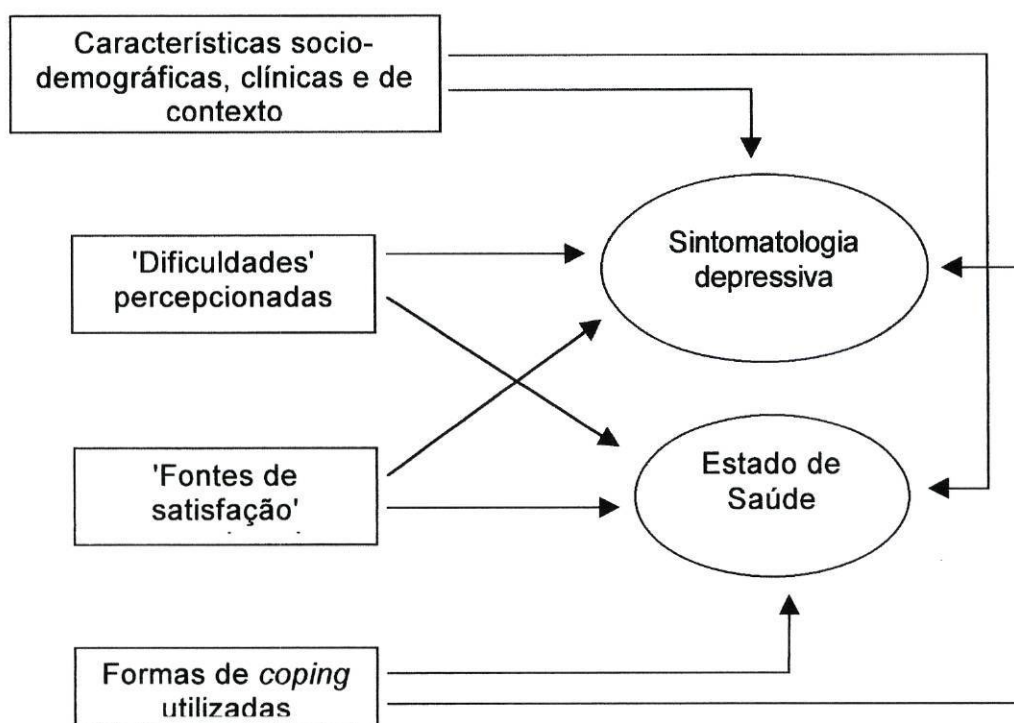 Características socio-
demográficas, clínicas e de
contexto
'Dificuldades'
percepcionadas
Sintomatologia
depressiva
'Fontes de
satisfação'
Estado de
Saúde
Formas de coping
utilizadas